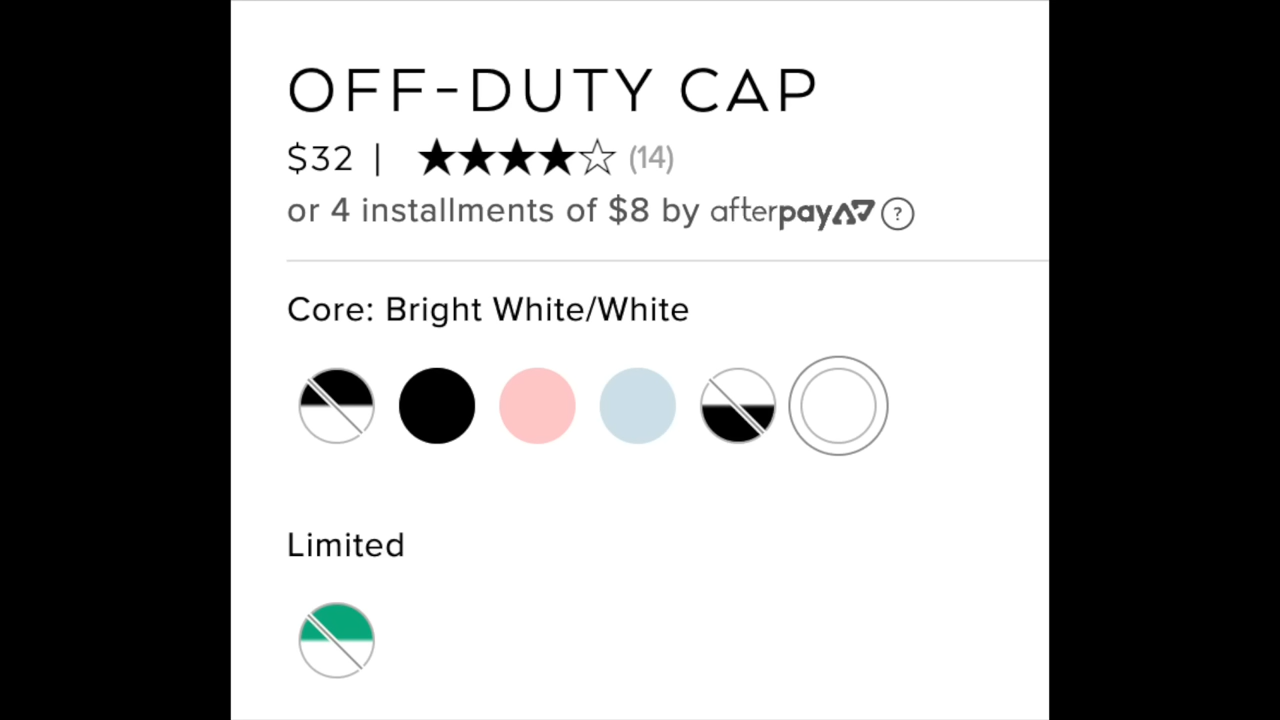 OFF-DUTY CAP
$32 | ★★★★☆ (14)
or 4 installments of $8 by afterpay ?
Core: Bright White/White
Limited